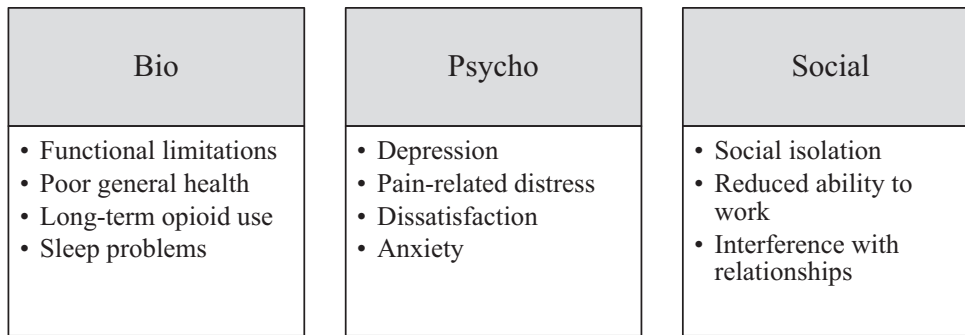 Bio
• Functional limitations
• Poor general health
• Long-term opioid use
• Sleep problems
Psycho
• Depression
• Pain-related distress
• Dissatisfaction
• Anxiety
Social
• Social isolation
• Reduced ability to
work
• Interference with
relationships